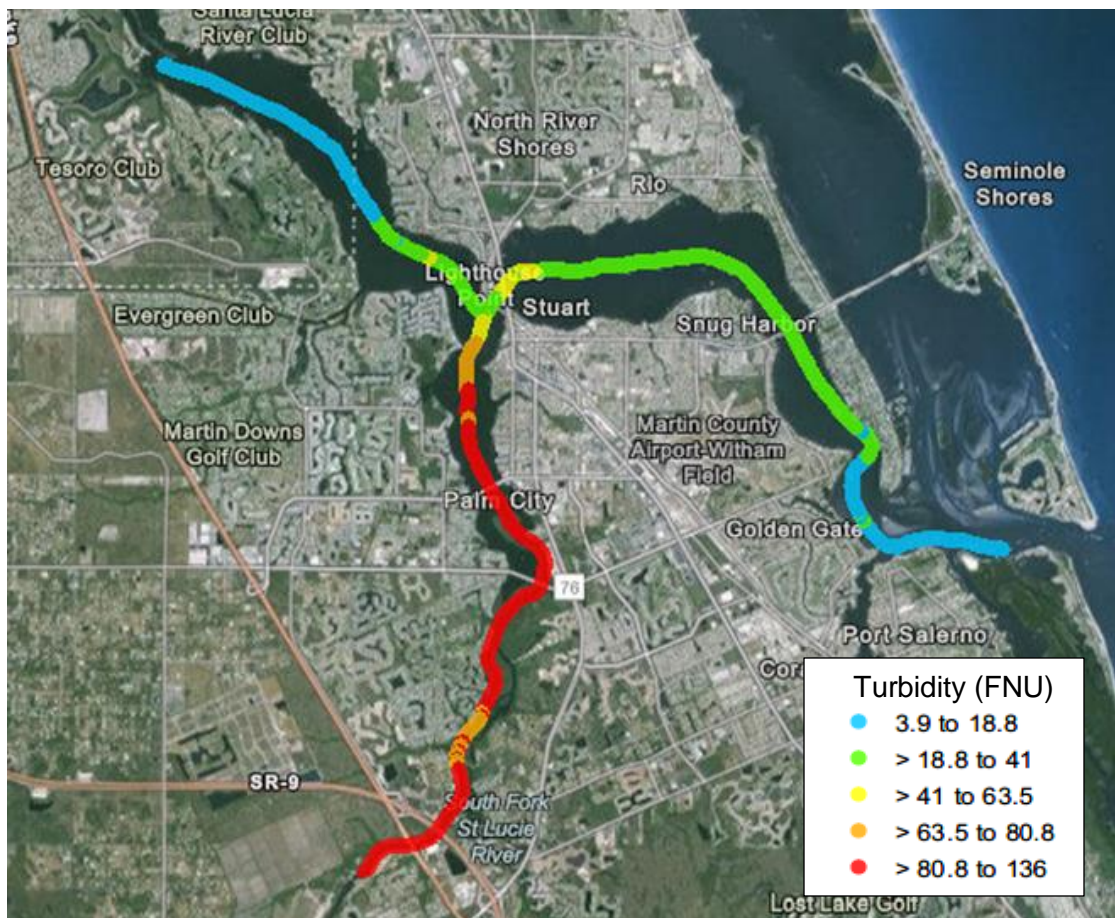 Santa Lucia
River Club
North River
Shores
Tesoro Club
Rio
Seminole
Shores
Lighthouse
Point
Stuart
Evergreen Club
Snug Harbor
Martin Downs
Golf Club
Martin County
Airport-Witham
Field
Palm City
Golden Gate
76
Port Salerno
SR-9
South Fork
St Lucie
River
Lost Lake Golf
Turbidity (FNU)
3.9 to 18.8
> 18.8 to 41
> 41 to 63.5
> 63.5 to 80.8
> 80.8 to 136